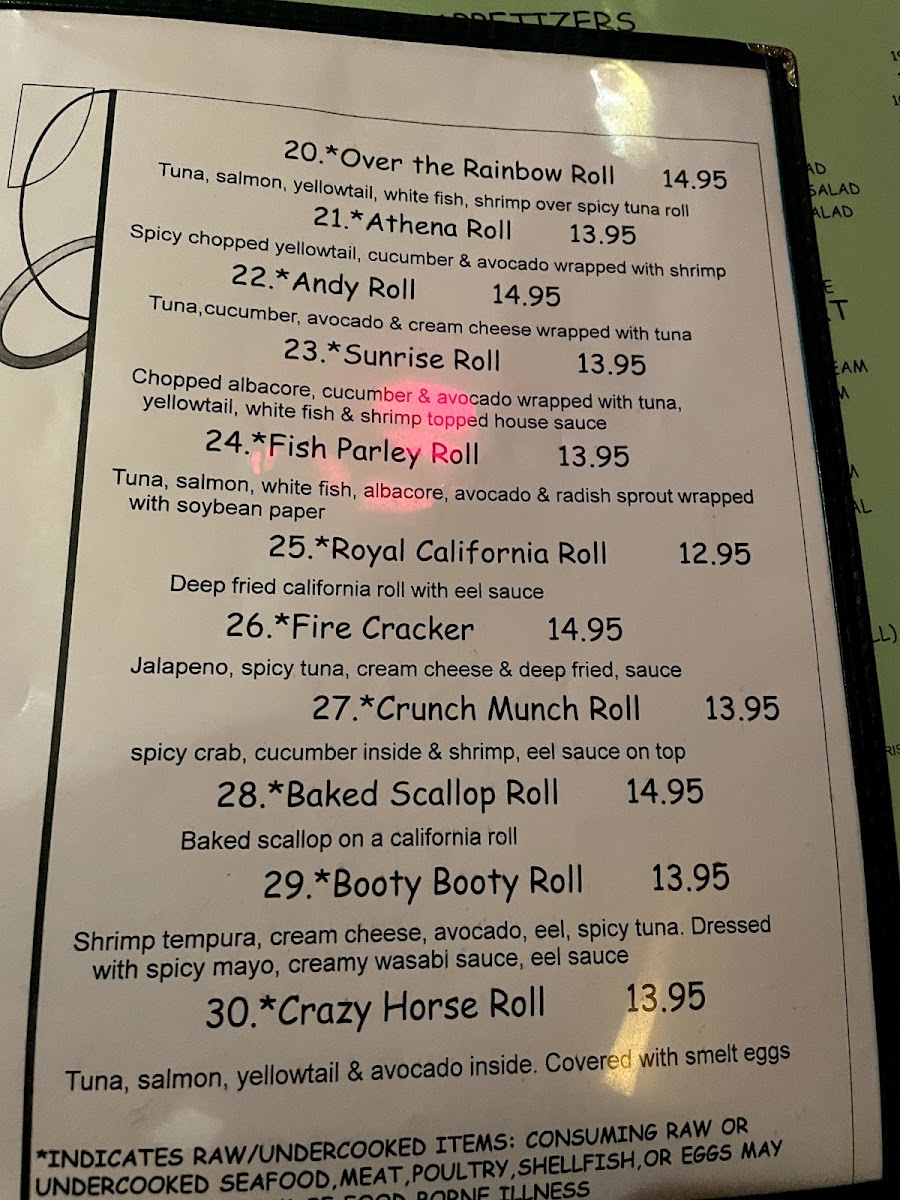 APPETIZERS
20.*Over the Rainbow Roll 14.95
Tuna, salmon, yellowtail, white fish, shrimp over spicy tuna roll
21.*Athena Roll 13.95
Spicy chopped yellowtail, cucumber & avocado wrapped with shrimp
22.*Andy Roll 14.95
Tuna,cucumber, avocado & cream cheese wrapped with tuna
23.*Sunrise Roll 13.95
Chopped albacore, cucumber & avocado wrapped with tuna,
yellowtail, white fish & shrimp topped house sauce
24.*Fish Parley Roll 13.95
Tuna, salmon, white fish, albacore, avocado & radish sprout wrapped
with soybean paper
25.*Royal California Roll 12.95
Deep fried california roll with eel sauce
26.*Fire Cracker 14.95
Jalapeno, spicy tuna, cream cheese & deep fried, sauce
27.*Crunch Munch Roll 13.95
spicy crab, cucumber inside & shrimp, eel sauce on top
28.*Baked Scallop Roll 14.95
Baked scallop on a california roll
29.*Booty Booty Roll 13.95
Shrimp tempura, cream cheese, avocado, eel, spicy tuna. Dressed
with spicy mayo, creamy wasabi sauce, eel sauce
30.*Crazy Horse Roll 13.95
Tuna, salmon, yellowtail & avocado inside. Covered with smelt eggs
*INDICATES RAW/UNDERCOOKED ITEMS: CONSUMING RAW OR
UNDERCOOKED SEAFOOD,MEAT,POULTRY,SHELLFISH,OR EGGS MAY
FOOD BORNE ILLNESS
SALAD